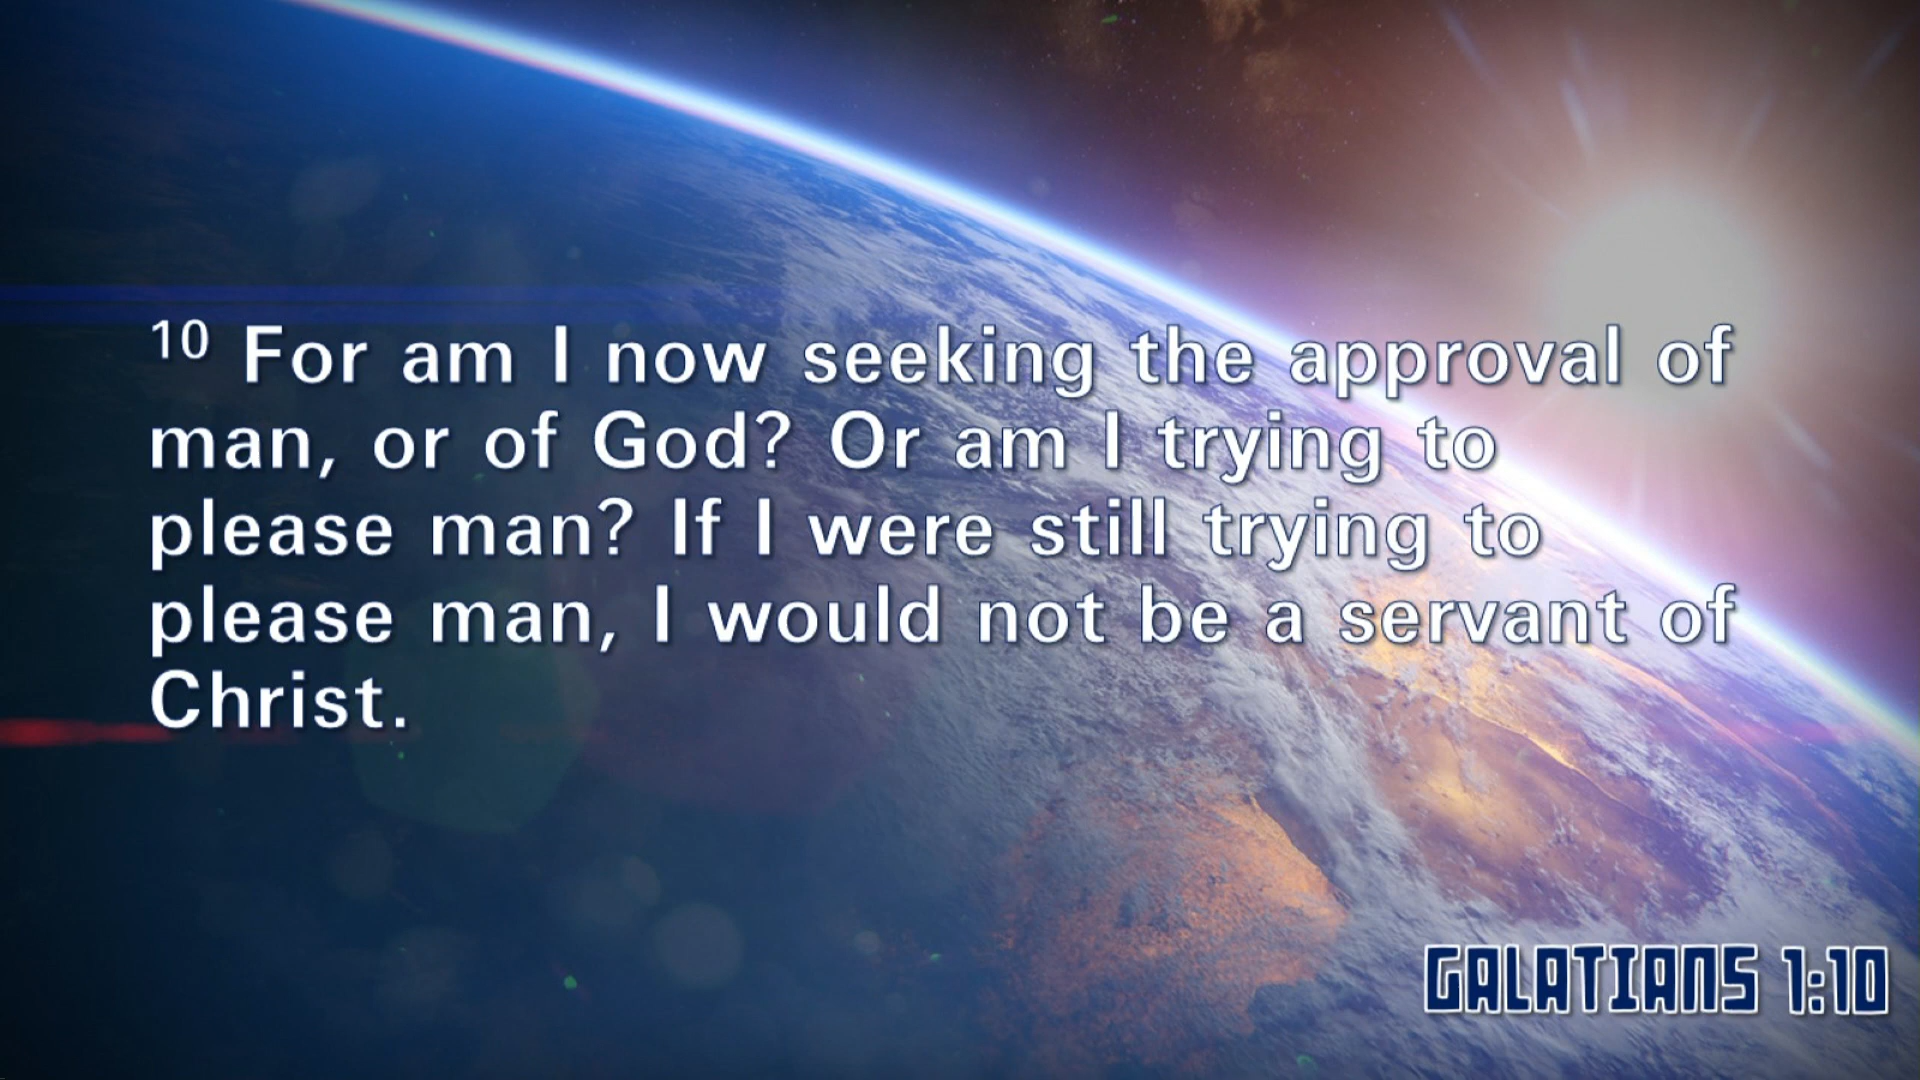 10 For am I now seeking the approval of
man, or of God? Or am I trying to
please man? If I were still trying to
please man, I would not be a servant of
Christ.
GALATIANS 1:10